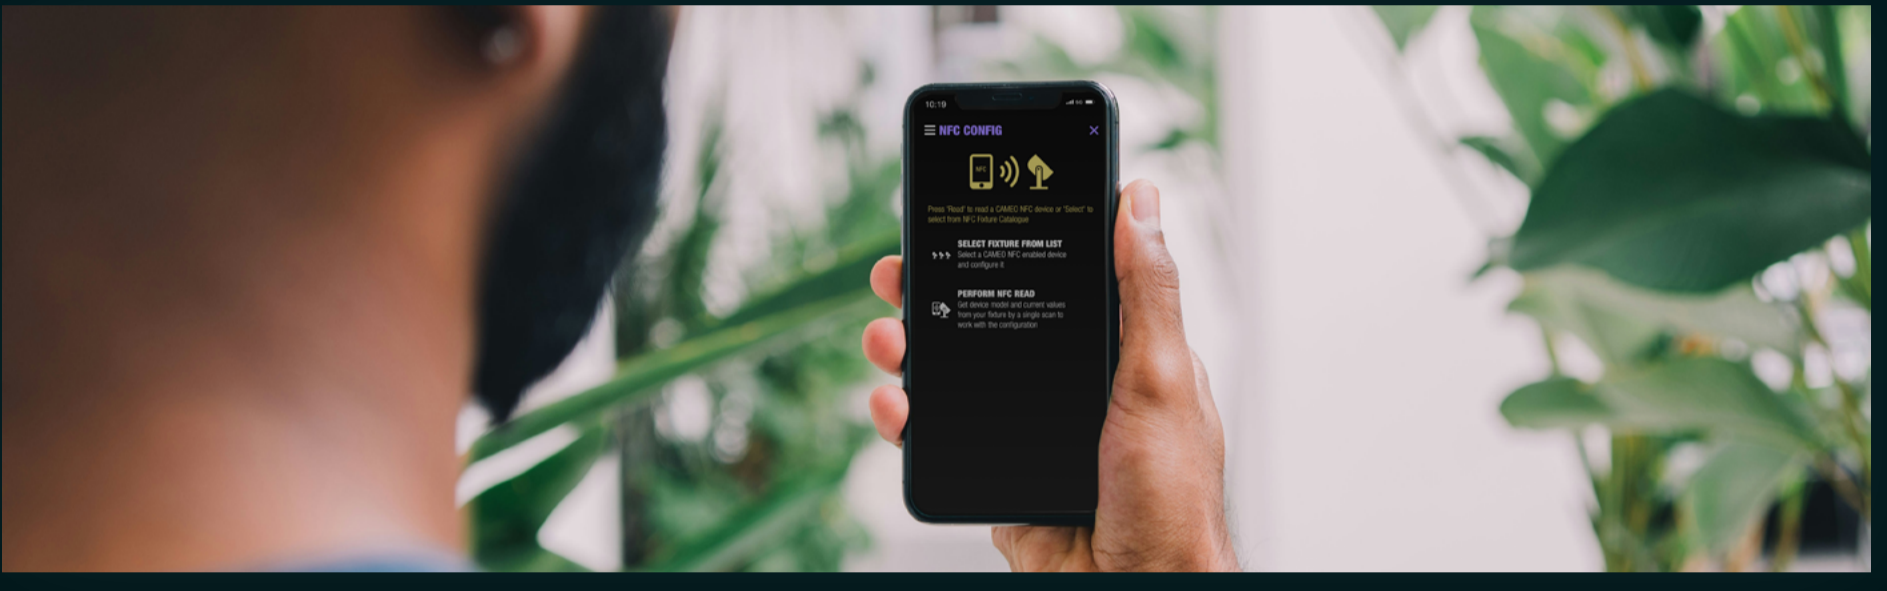 10:19
NFC CONFIG
NFC
Press 'Read' to read a CAMEO NFC device or 'Select' to
select from NFC Fixture Catalogue
SELECT FIXTURE FROM LIST
Select a CAMEO NFC enabled device
and configure it
PERFORM NFC READ
Get device model and current values
from your fixture by a single scan to
work with the configuration